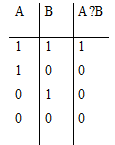 A B A ?B
1 1 1
1 0 0
0 1 0
0 0 0